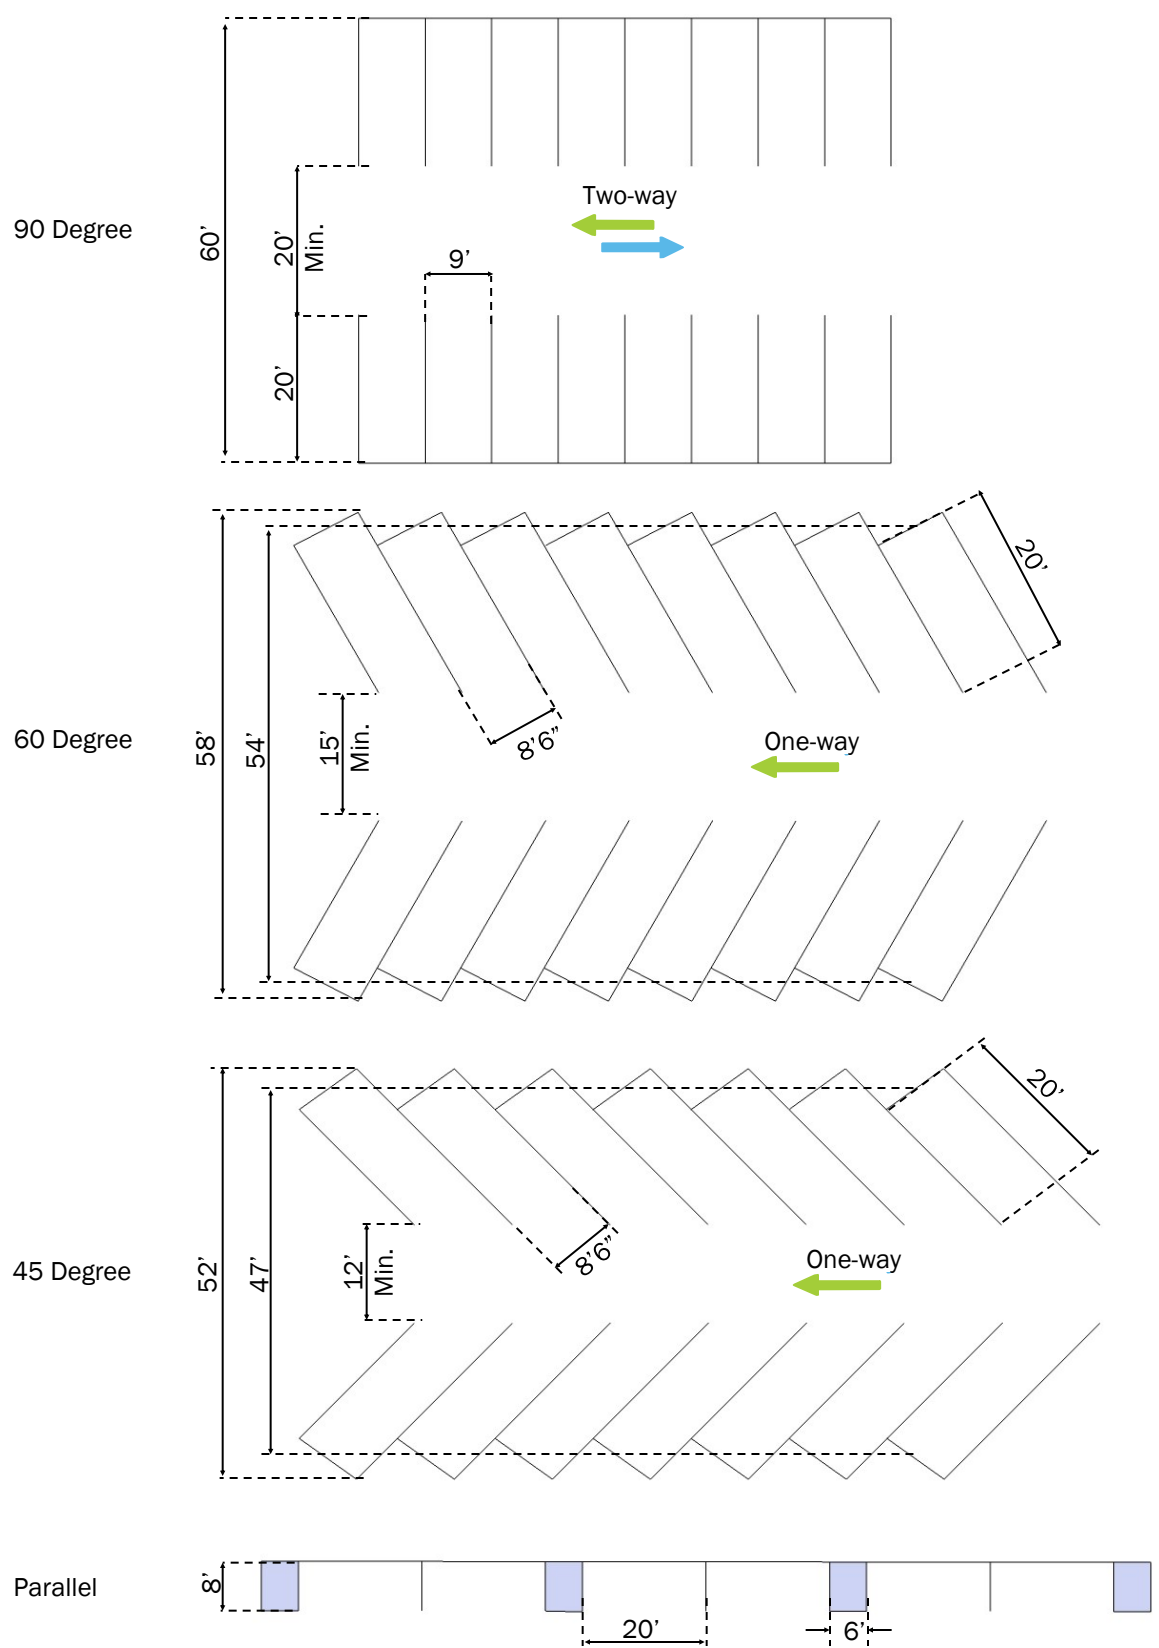 90 Degree
60’
20’
Min.
20’
9’
Two-way
60 Degree
58’
54’
15’
Min.
8’6”
One-way
20’
45 Degree
52’
47’
12’
Min.
8’6”
One-way
20’
Parallel
8’
20’
6’